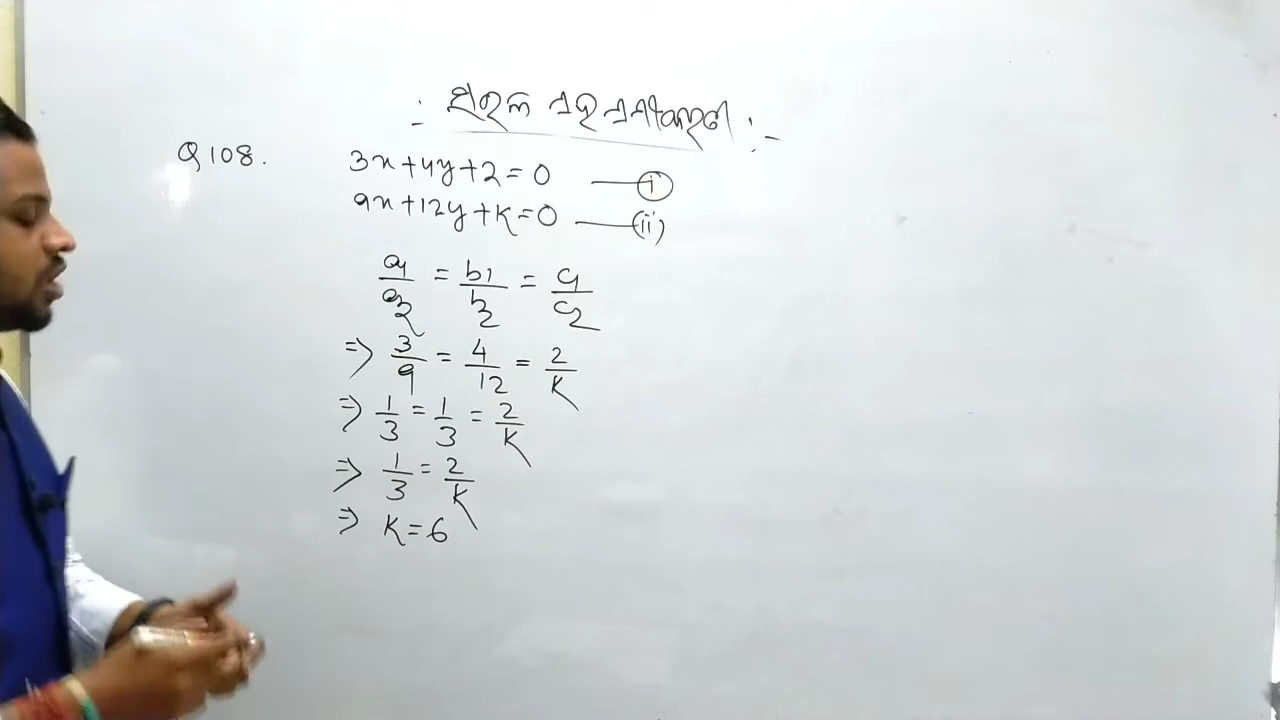 Q108.
3x+4y+2=0 —(i)
9x+12y+k=0 —(ii)
a1/a2 = b1/b2 = c1/c2
⇒ 3/9 = 4/12 = 2/k
⇒ 1/3 = 1/3 = 2/k
⇒ 1/3 = 2/k
⇒ k=6